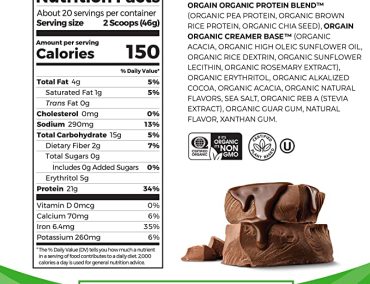 Nutrition Facts
About 20 servings per container
Serving size 2 Scoops (46g)
Amount per serving
Calories 150
% Daily Value*
Total Fat 4g 5%
Saturated Fat 1g 5%
Trans Fat 0g
Cholesterol 0mg 0%
Sodium 290mg 13%
Total Carbohydrate 15g 5%
Dietary Fiber 2g 7%
Total Sugars 0g
Includes 0g Added Sugars 0%
Erythritol 5g
Protein 21g 34%
Vitamin D 0mcg 0%
Calcium 70mg 6%
Iron 6.4mg 35%
Potassium 260mg 6%
* The % Daily Value (DV) tells you how much a nutrient
in a serving of food contributes to a daily diet. 2,000
calories a day is used for general nutrition advice.
ORGAIN ORGANIC PROTEIN BLEND™
(ORGANIC PEA PROTEIN, ORGANIC BROWN
RICE PROTEIN, ORGANIC CHIA SEED), ORGAIN
ORGANIC CREAMER BASE™ (ORGANIC
ACACIA, ORGANIC HIGH OLEIC SUNFLOWER OIL,
ORGANIC RICE DEXTRIN, ORGANIC SUNFLOWER
LECITHIN, ORGANIC ROSEMARY EXTRACT),
ORGANIC ERYTHRITOL, ORGANIC ALKALIZED
COCOA, ORGANIC ACACIA, ORGANIC NATURAL
FLAVORS, SEA SALT, ORGANIC REB A (STEVIA
EXTRACT), ORGANIC GUAR GUM, NATURAL
FLAVOR, XANTHAN GUM.
IF IT'S
ORGANIC
IT'S NON
GMO
U